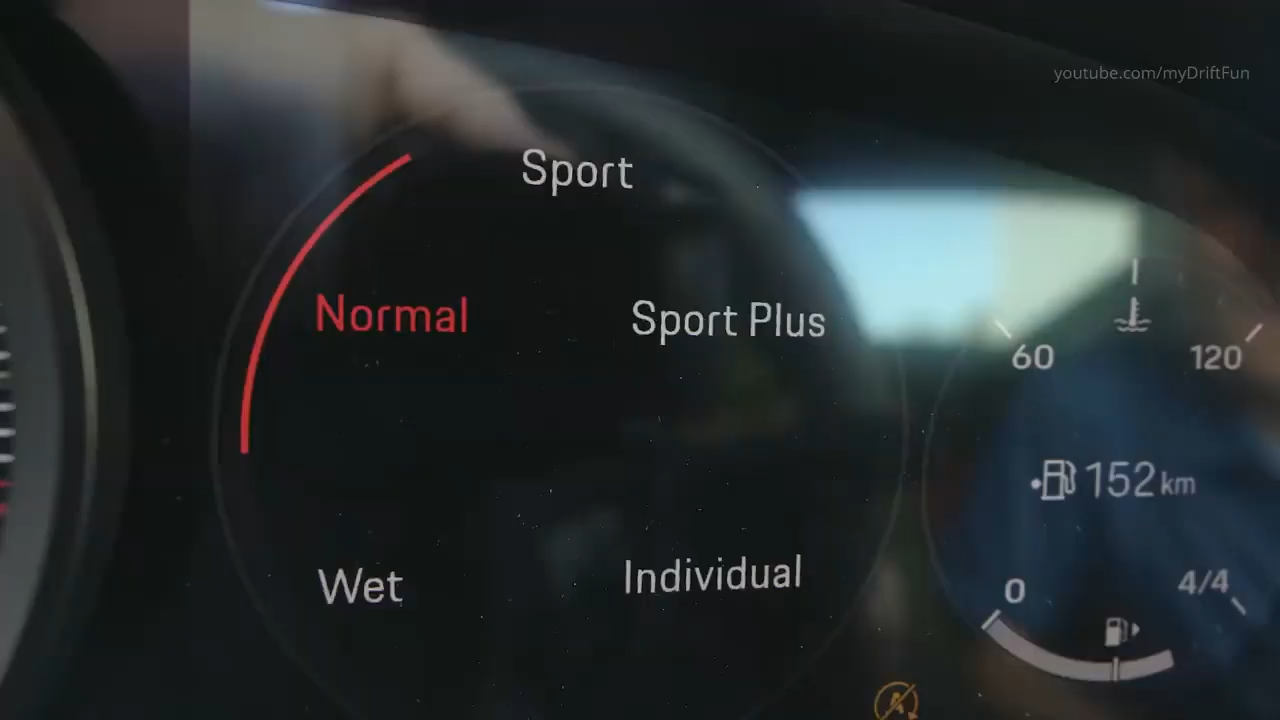 youtube.com/myDriftFun
Sport
Normal
Sport Plus
Wet
Individual
60
120
152 km
0
4/4
A